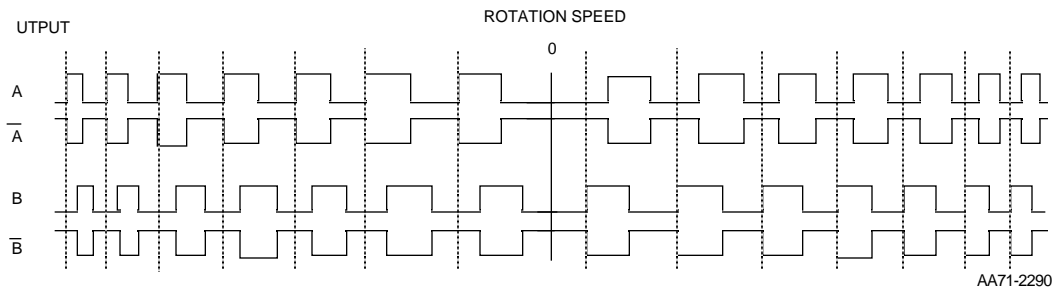 ROTATION SPEED
UTPUT
0
A
A̅
B
B̅
AA71-2290